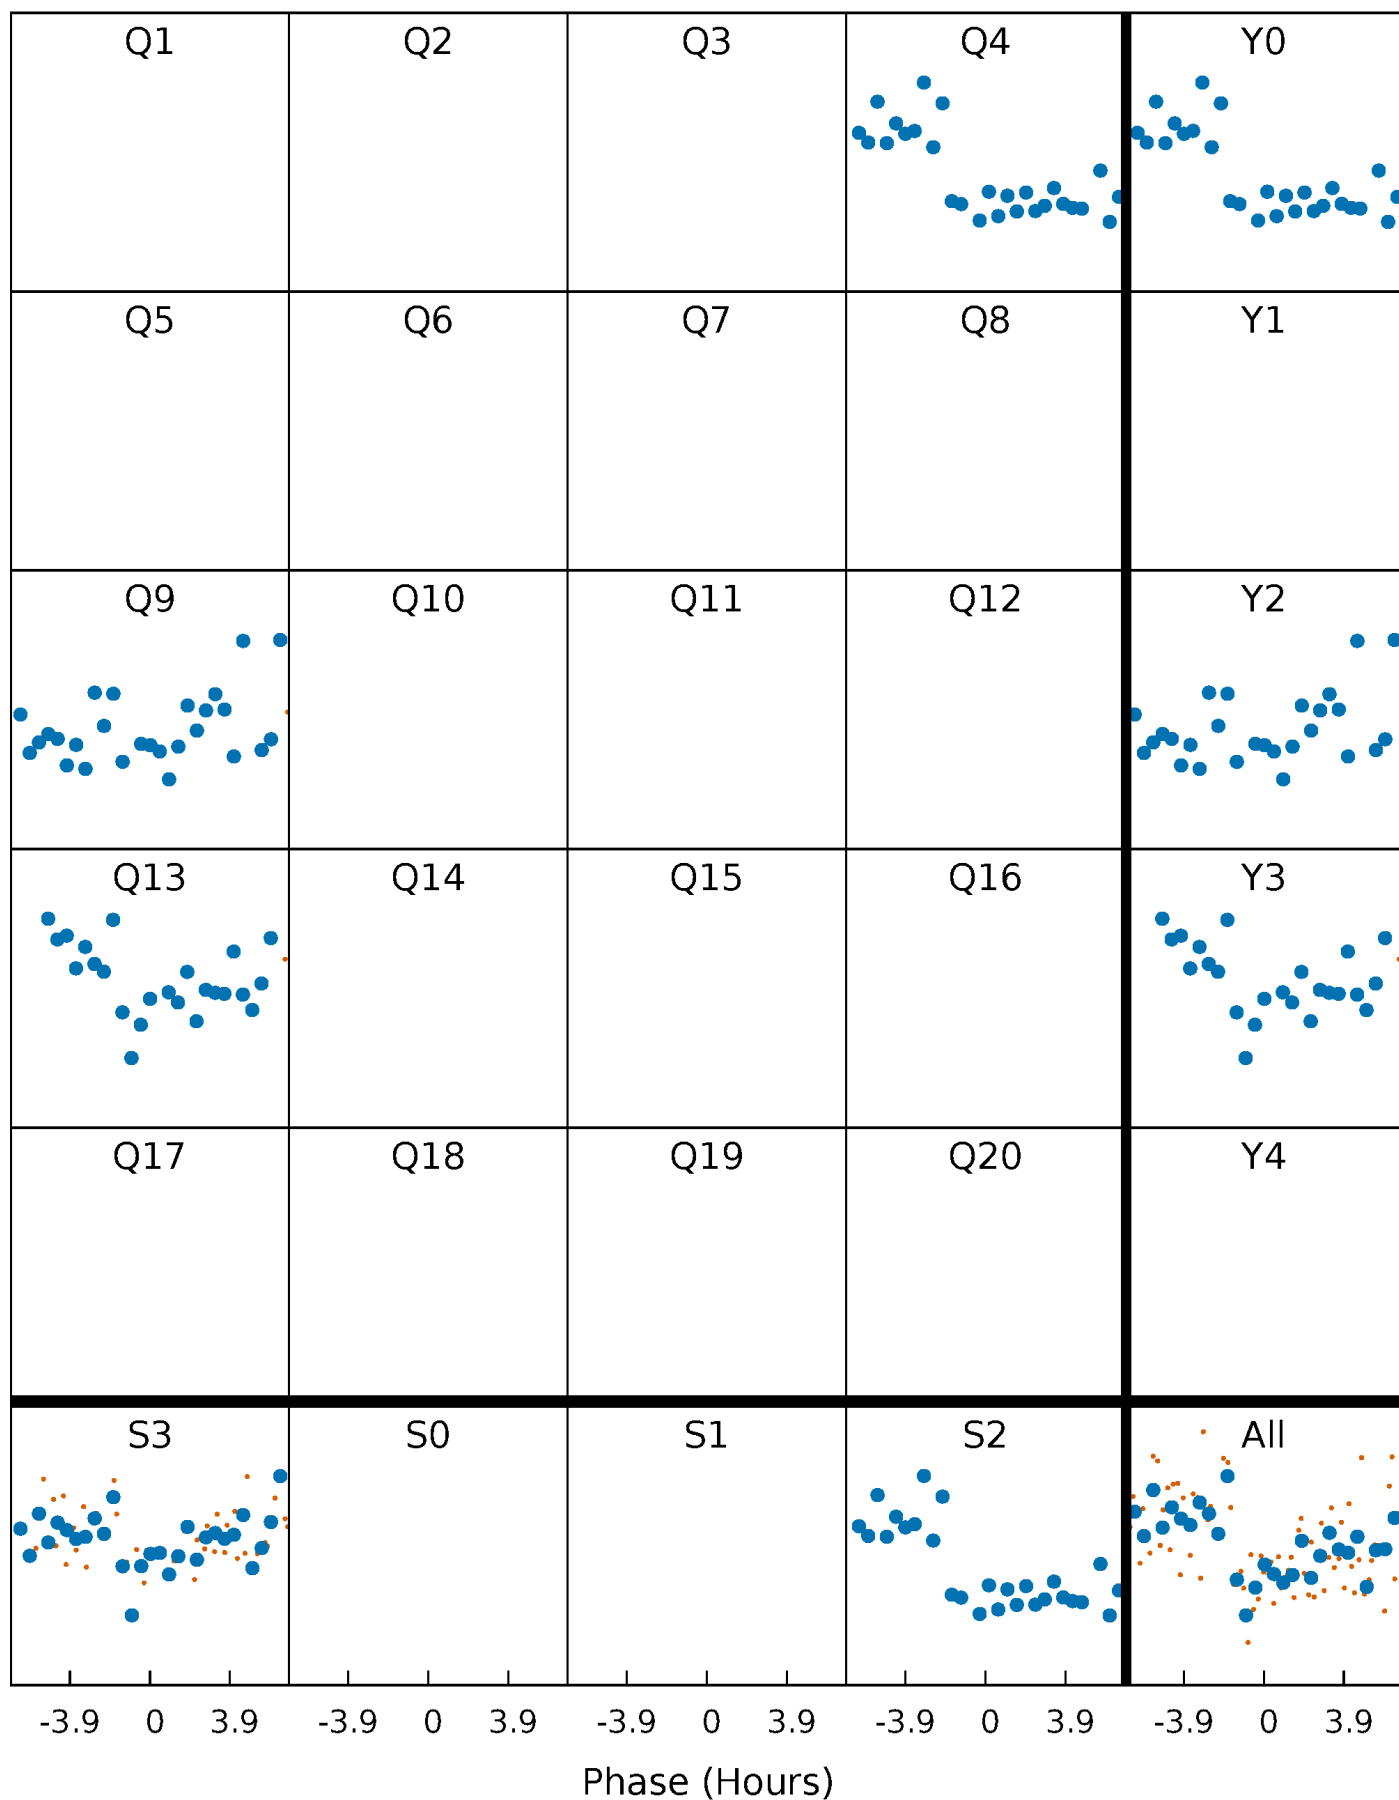 Q1 Q2 Q3 Q4 Y0
Q5 Q6 Q7 Q8 Y1
Q9 Q10 Q11 Q12 Y2
Q13 Q14 Q15 Q16 Y3
Q17 Q18 Q19 Q20 Y4
S3 S0 S1 S2 All
-3.9 0 3.9 -3.9 0 3.9 -3.9 0 3.9 -3.9 0 3.9 -3.9 0 3.9
Phase (Hours)